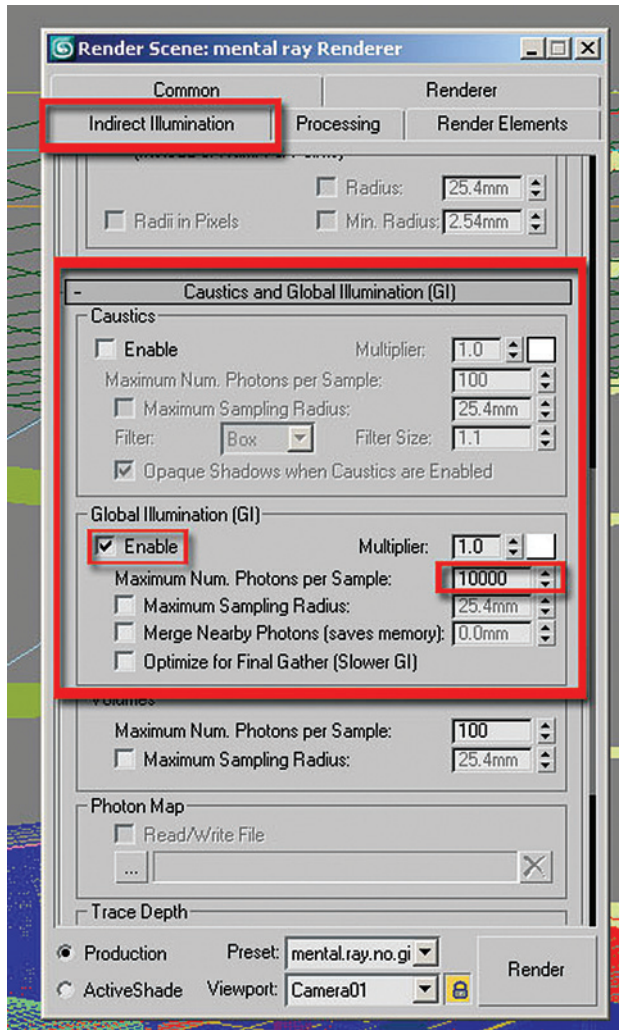 Render Scene: mental ray Renderer
Common Renderer
Indirect Illumination Processing Render Elements
Radius: 25.4mm
Radii in Pixels Min. Radius: 2.54mm
- Caustics and Global Illumination (GI)
Caustics
Enable Multiplier: 1.0
Maximum Num. Photons per Sample: 100
Maximum Sampling Radius: 25.4mm
Filter: Box Filter Size: 1.1
Opaque Shadows when Caustics are Enabled
Global Illumination (GI)
Enable Multiplier: 1.0
Maximum Num. Photons per Sample: 10000
Maximum Sampling Radius: 25.4mm
Merge Nearby Photons (saves memory): 0.0mm
Optimize for Final Gather (Slower GI)
Volumes
Maximum Num. Photons per Sample: 100
Maximum Sampling Radius: 25.4mm
Photon Map
Read/Write File
...
Trace Depth
Production Preset: mental.ray.no.gi
ActiveShade Viewport: Camera01
Render